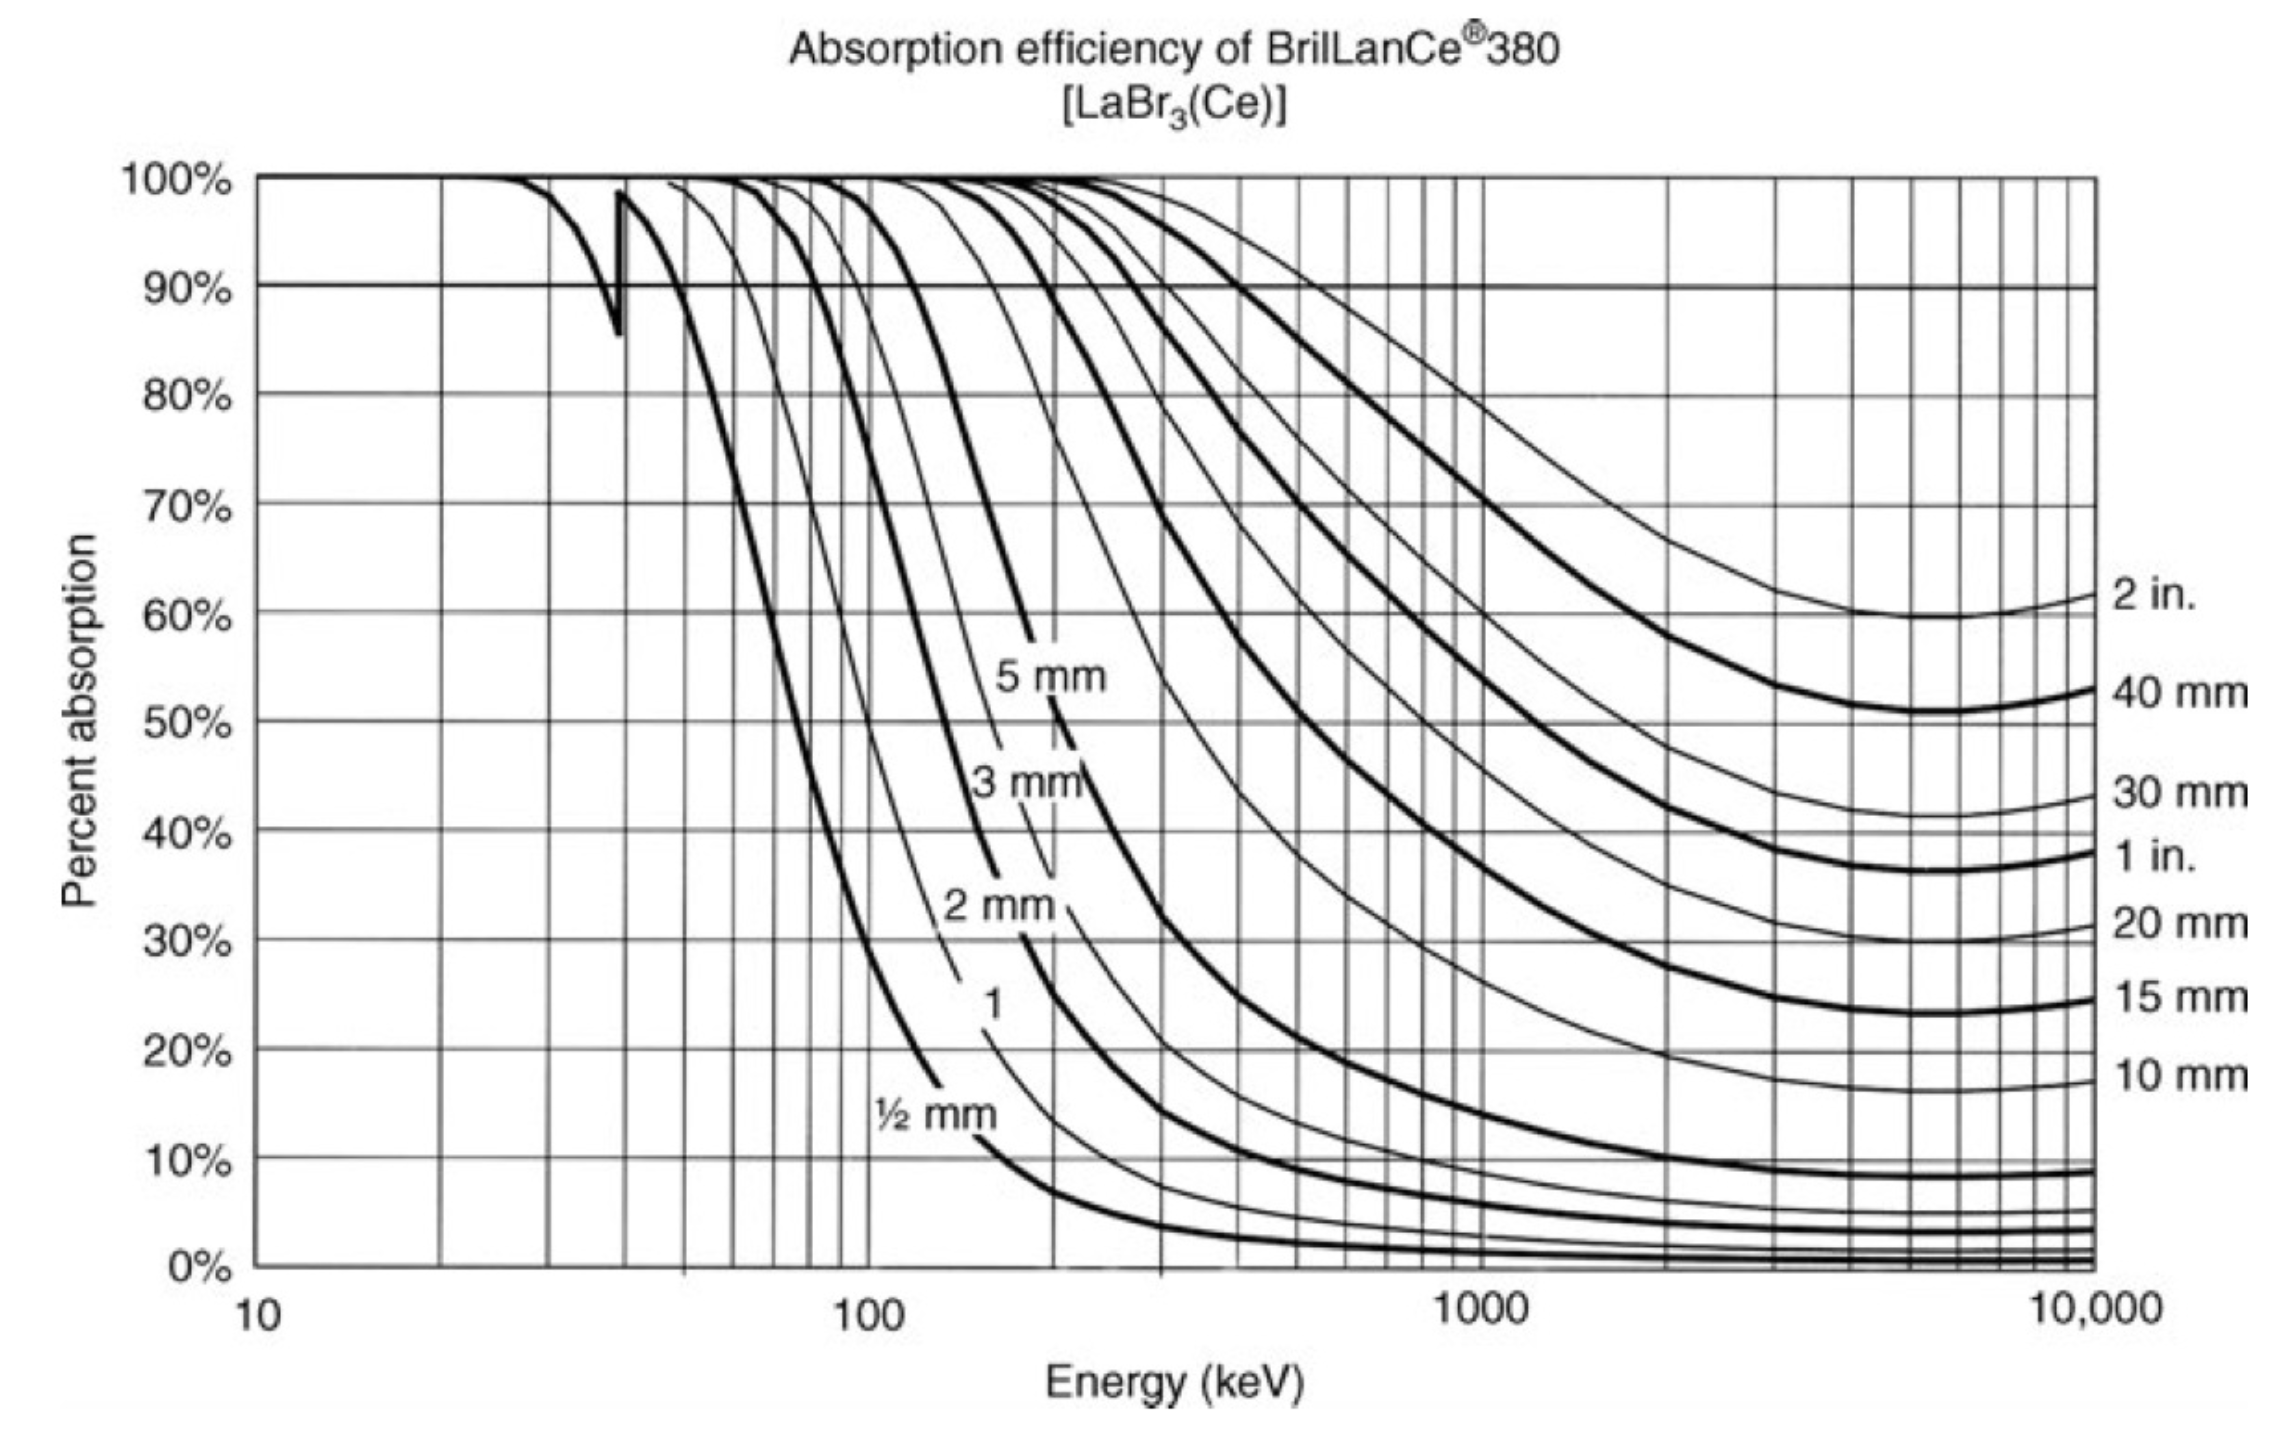 Absorption efficiency of BrilLanCe®380
[LaBr₃(Ce)]
Percent absorption
100%
90%
80%
70%
60%
50%
40%
30%
20%
10%
0%
5 mm
3 mm
2 mm
1
½ mm
2 in.
40 mm
30 mm
1 in.
20 mm
15 mm
10 mm
10
100
1000
10,000
Energy (keV)